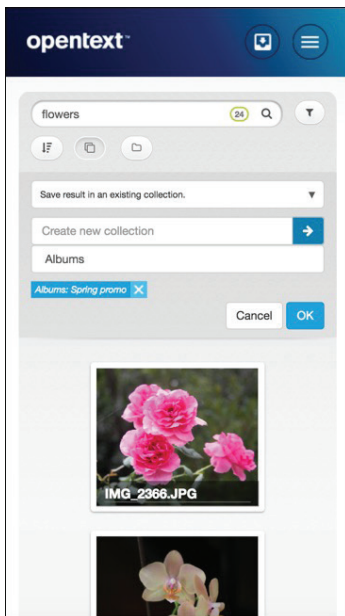 opentext™
flowers
24
Save result in an existing collection.
Create new collection
Albums
Albums: Spring promo
Cancel
OK
IMG_2366.JPG